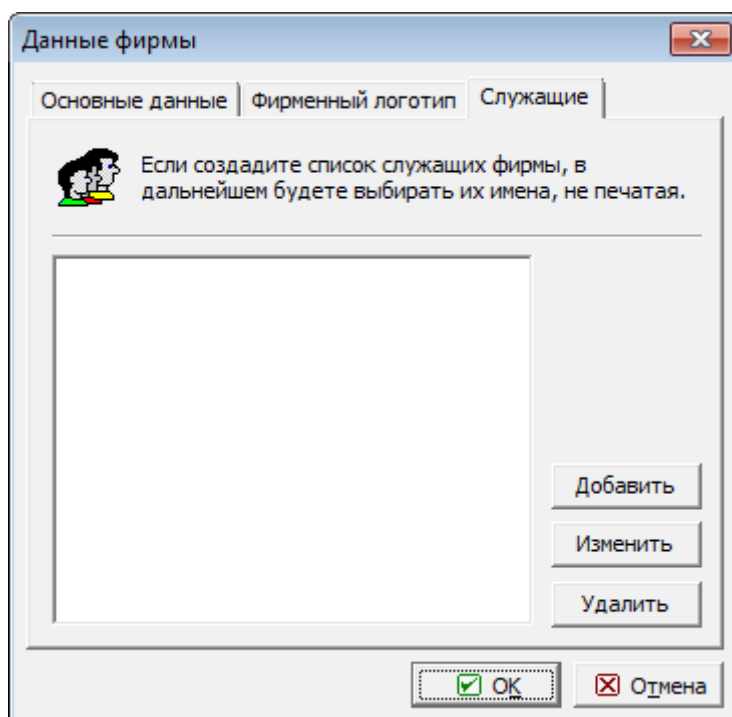 Данные фирмы
Основные данные
Фирменный логотип
Служащие
Если создадите список служащих фирмы, в
дальнейшем будете выбирать их имена, не печатая.
Добавить
Изменить
Удалить
OK
Отмена